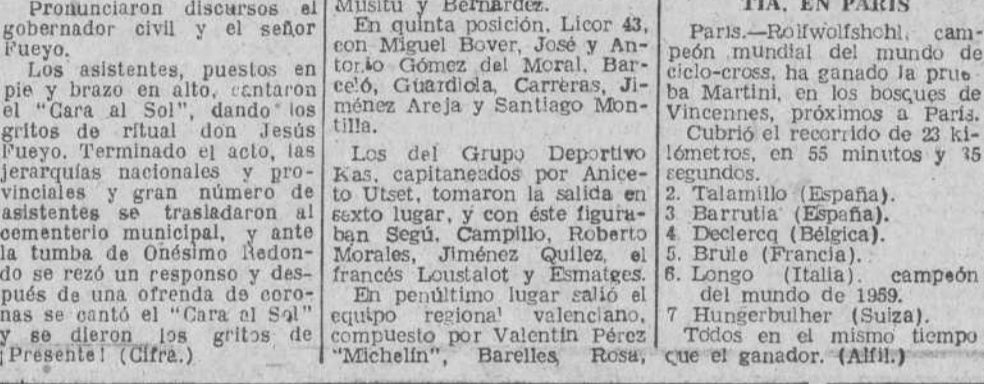 Pronunciaron discursos el
gobernador civil y el señor
Fueyo.
Los asistentes, puestos en
pie y brazo en alto, cantaron
el "Cara al Sol", dando los
gritos de ritual don Jesús
Fueyo. Terminado el acto, las
jerarquías nacionales y pro-
vinciales y gran número de
asistentes se trasladaron al
cementerio municipal, y ante
la tumba de Onésimo Redon-
do se rezó un responso y des-
pués de una ofrenda de coro-
nas se cantó el "Cara al Sol"
y se dieron los gritos de
¡Presente! (Cifra.)
Musitu y Bernárdez.
En quinta posición, Licor 43,
con Miguel Bover, José y An-
tonio Gómez del Moral, Bar-
celó, Guardiola, Carreras, Ji-
ménez Areja y Santiago Mon-
tilla.
Los del Grupo Deportivo
Kas, capitaneados por Anice-
to Utset, tomaron la salida en
sexto lugar, y con éste figura-
ban Segú, Campillo, Roberto
Morales, Jiménez Quilez, el
francés Loustalot y Esmatges.
En penúltimo lugar salió el
equipo regional valenciano,
compuesto por Valentín Pérez
"Michelín", Barelles, Rosa,
TIA, EN PARIS
París.—Rolfwolfshohl, cam-
peón mundial del mundo de
ciclo-cross, ha ganado la prue-
ba Martini, en los bosques de
Vincennes, próximos a París.
Cubrió el recorrido de 23 ki-
lómetros, en 55 minutos y 35
segundos.
2. Talamillo (España).
3 Barrutia (España).
4 Declercq (Bélgica).
5. Brule (Francia).
6. Longo (Italia). campeón
del mundo de 1959.
7 Hungerbulher (Suiza).
Todos en el mismo tiempo
que el ganador. (Alfil.)